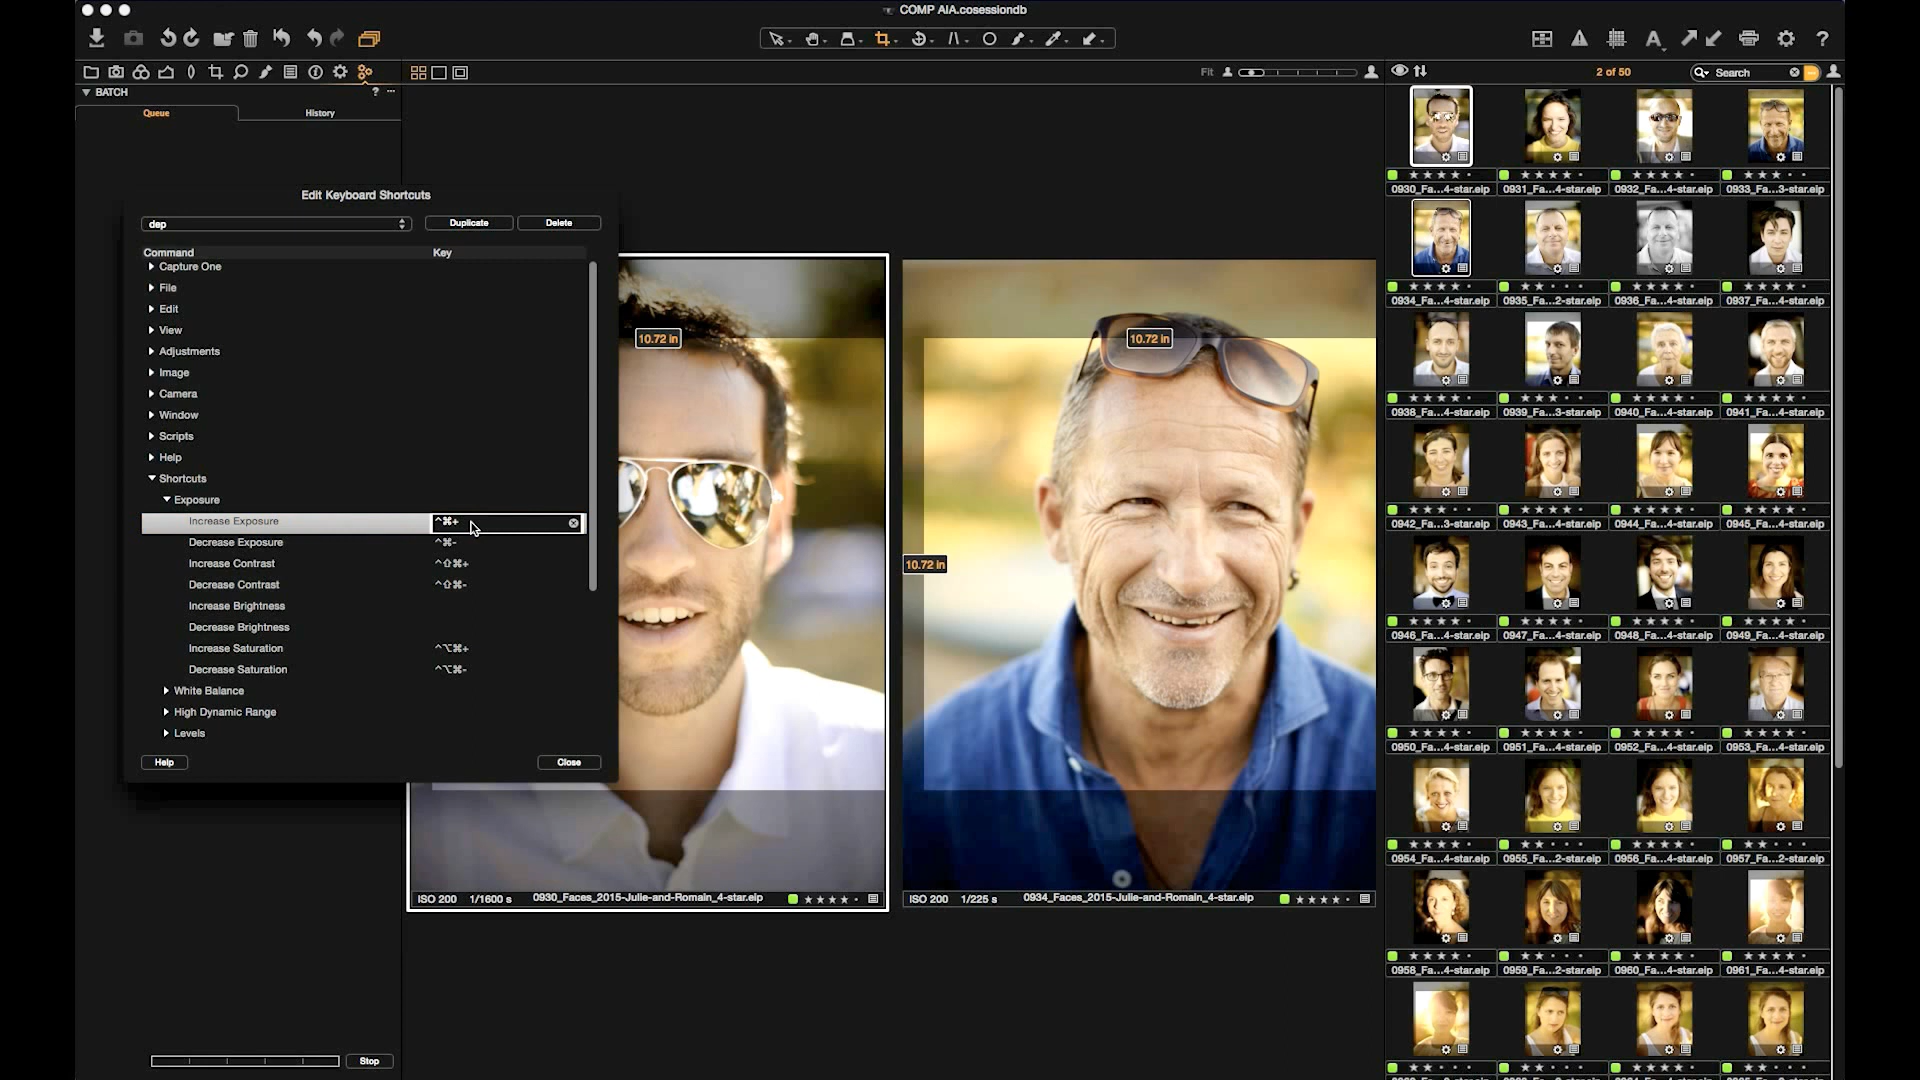 COMP AIA.cosessiondb
Fit
2 of 50
Search
BATCH
?
Queue
History
Edit Keyboard Shortcuts
dep
Duplicate
Delete
Command
Key
Capture One
File
Edit
View
Adjustments
Image
Camera
Window
Scripts
Help
Shortcuts
Exposure
Increase Exposure ^⌘+
Decrease Exposure ^⌘-
Increase Contrast ^⇧⌘+
Decrease Contrast ^⇧⌘-
Increase Brightness
Decrease Brightness
Increase Saturation ^⌥⌘+
Decrease Saturation ^⌥⌘-
White Balance
High Dynamic Range
Levels
Help
Close
10.72 in
10.72 in
10.72 in
ISO 200 1/1600 s 0930_Faces_2015-Julie-and-Romain_4-star.eip
ISO 200 1/225 s 0934_Faces_2015-Julie-and-Romain_4-star.eip
Stop
0930_Fa...4-star.eip 0931_Fa...4-star.eip 0932_Fa...4-star.eip 0933_Fa...3-star.eip
0934_Fa...4-star.eip 0935_Fa...2-star.eip 0936_Fa...4-star.eip 0937_Fa...4-star.eip
0938_Fa...4-star.eip 0939_Fa...3-star.eip 0940_Fa...4-star.eip 0941_Fa...4-star.eip
0942_Fa...3-star.eip 0943_Fa...4-star.eip 0944_Fa...4-star.eip 0945_Fa...4-star.eip
0946_Fa...4-star.eip 0947_Fa...4-star.eip 0948_Fa...4-star.eip 0949_Fa...4-star.eip
0950_Fa...4-star.eip 0951_Fa...4-star.eip 0952_Fa...4-star.eip 0953_Fa...4-star.eip
0954_Fa...4-star.eip 0955_Fa...2-star.eip 0956_Fa...4-star.eip 0957_Fa...2-star.eip
0958_Fa...4-star.eip 0959_Fa...2-star.eip 0960_Fa...4-star.eip 0961_Fa...4-star.eip